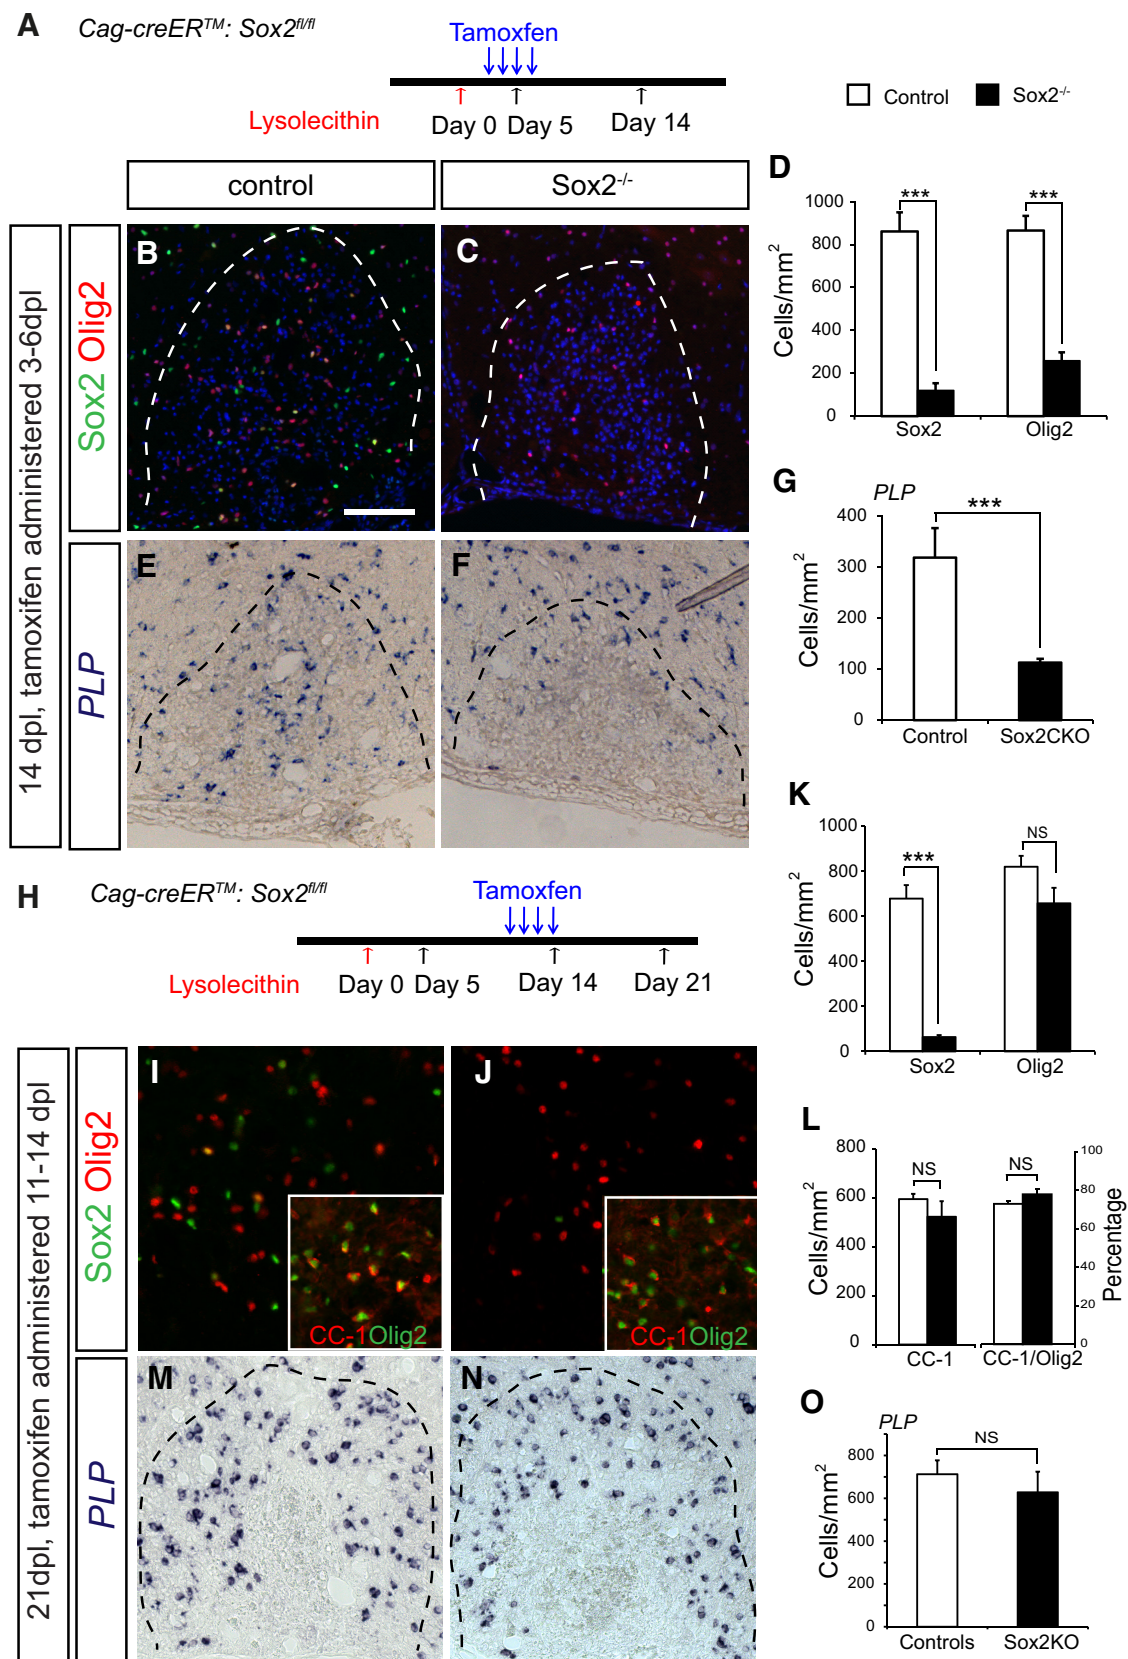 A
Cag-creER™: Sox2fl/fl
Tamoxfen
Lysolecithin
Day 0 Day 5 Day 14
Control Sox2-/-
control
Sox2-/-
14 dpl, tamoxifen administered 3-6dpl
Sox2 Olig2
B
C
D
1000
800
600
400
200
0
Cells/mm2
***
***
Sox2
Olig2
PLP
E
F
G
PLP
400
300
200
100
0
Cells/mm2
***
Control
Sox2CKO
H
Cag-creER™: Sox2fl/fl
Tamoxfen
Lysolecithin
Day 0 Day 5 Day 14 Day 21
K
1000
800
600
400
200
0
Cells/mm2
***
NS
Sox2
Olig2
21dpl, tamoxifen administered 11-14 dpl
Sox2 Olig2
I
CC-1Olig2
J
CC-1Olig2
L
800
600
400
200
0
Cells/mm2
NS
NS
100
80
60
40
20
0
Percentage
CC-1
CC-1/Olig2
PLP
M
N
O
PLP
800
600
400
200
0
Cells/mm2
NS
Controls
Sox2KO